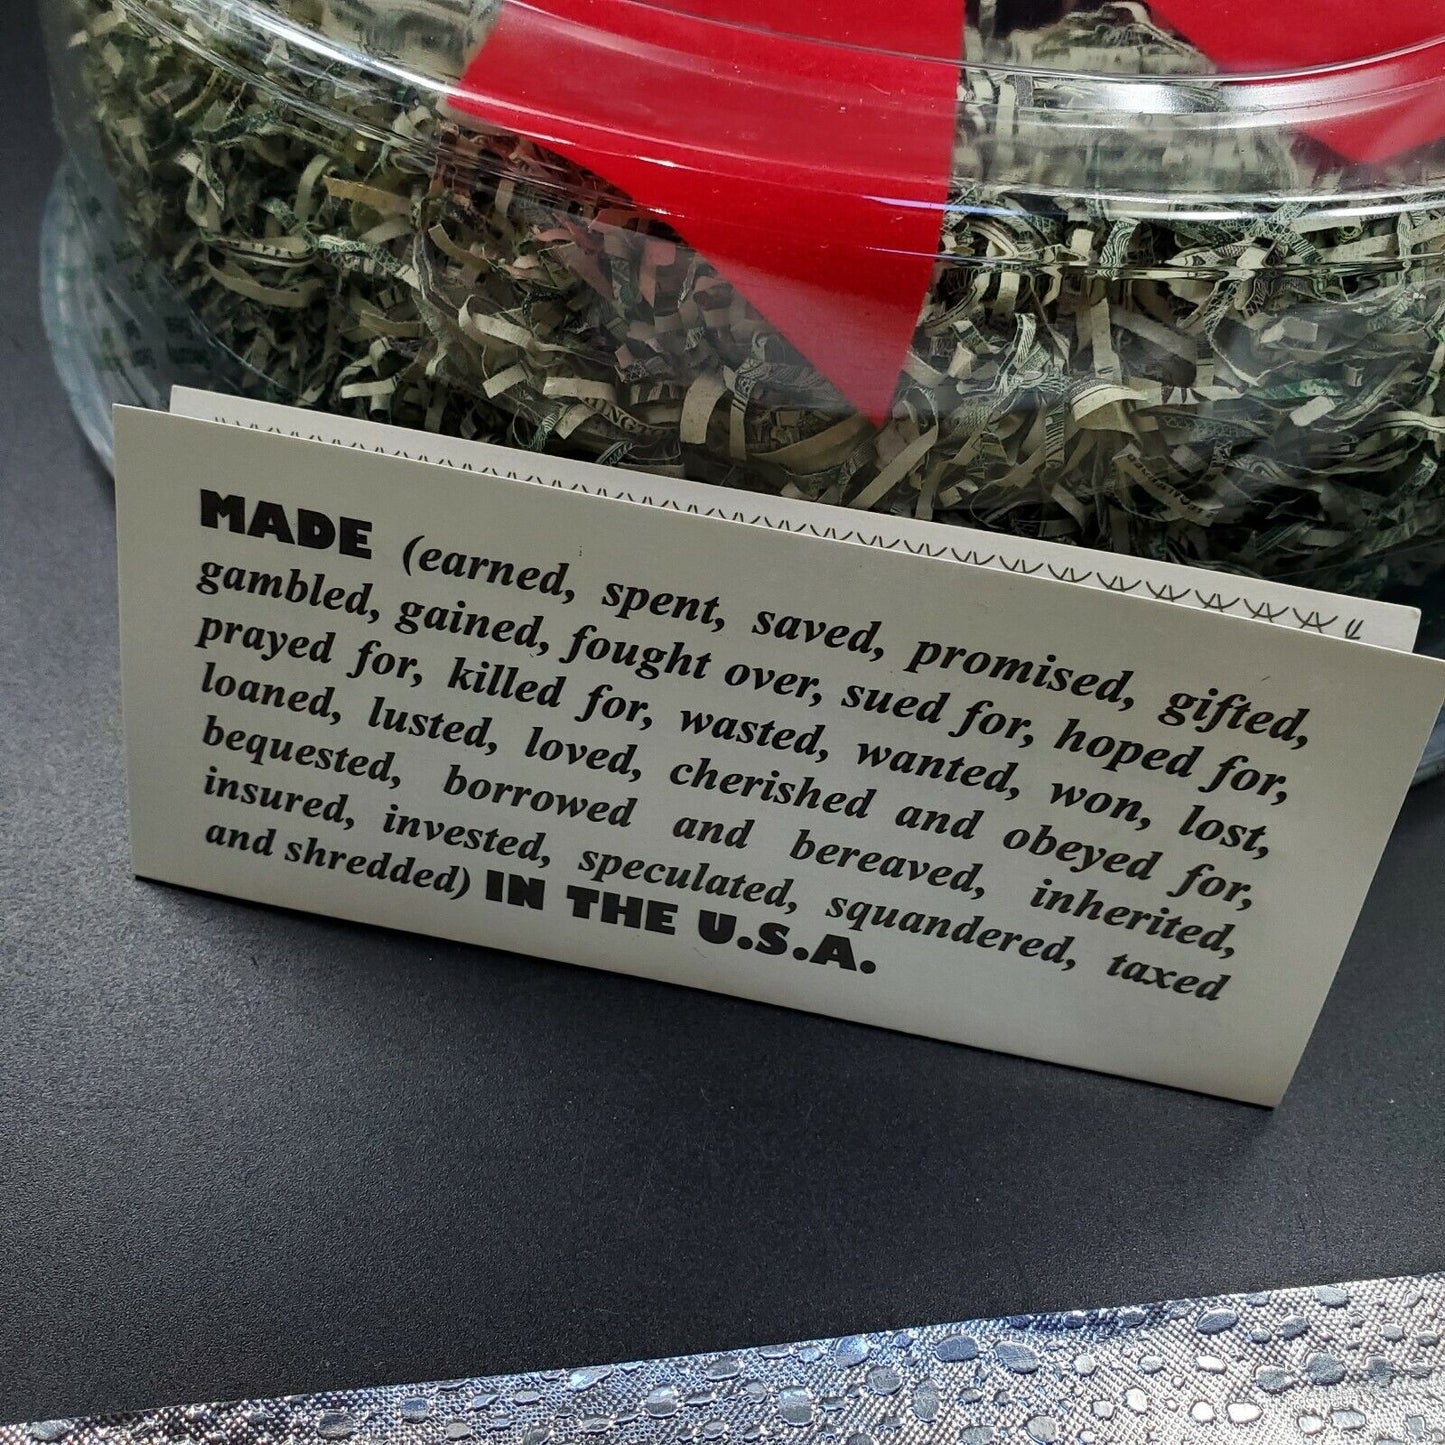 MADE (earned, spent, saved, promised, gifted,
gambled, gained, fought over, sued for, hoped for,
prayed for, killed for, wasted, wanted, won, lost,
loaned, lusted, loved, cherished and obeyed for,
bequested, borrowed and bereaved, inherited,
insured, invested, speculated, squandered, taxed
and shredded) IN THE U.S.A.